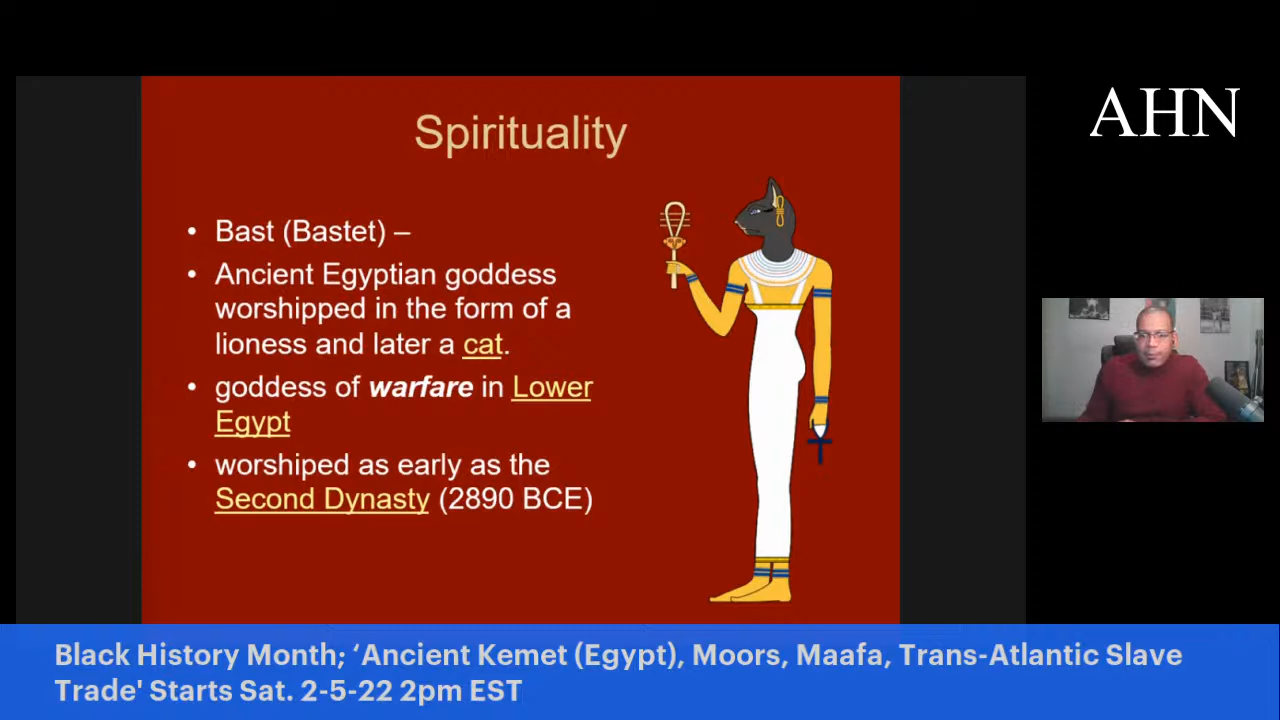 Spirituality
AHN
• Bast (Bastet) –
• Ancient Egyptian goddess
worshipped in the form of a
lioness and later a cat.
• goddess of warfare in Lower
Egypt
• worshiped as early as the
Second Dynasty (2890 BCE)
Black History Month; ‘Ancient Kemet (Egypt), Moors, Maafa, Trans-Atlantic Slave
Trade' Starts Sat. 2-5-22 2pm EST